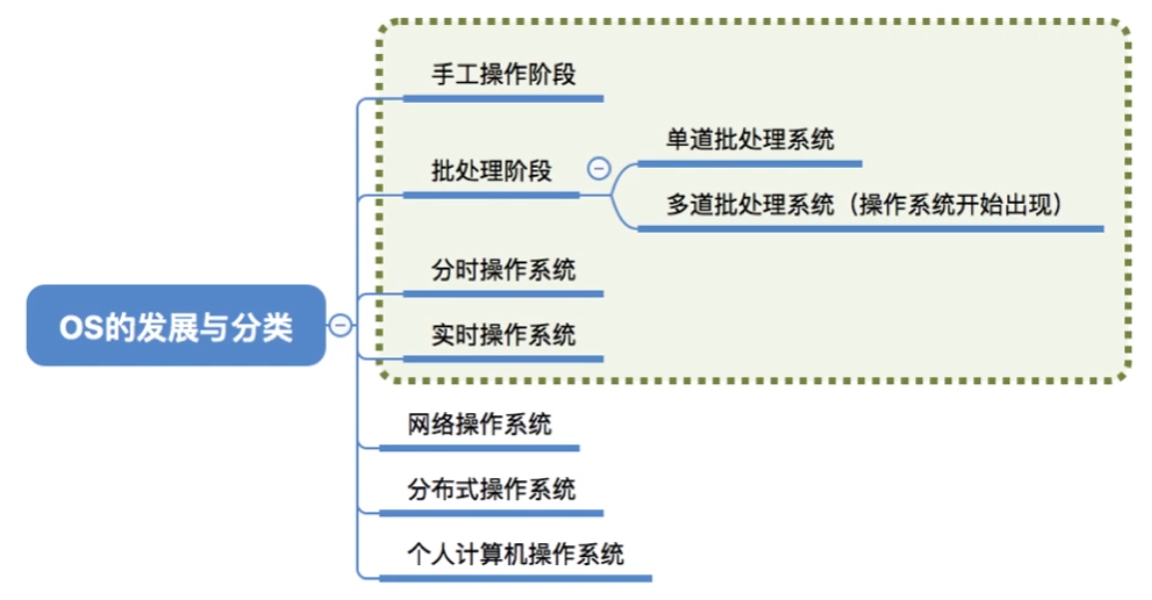 OS的发展与分类
手工操作阶段
批处理阶段
单道批处理系统
多道批处理系统（操作系统开始出现）
分时操作系统
实时操作系统
网络操作系统
分布式操作系统
个人计算机操作系统